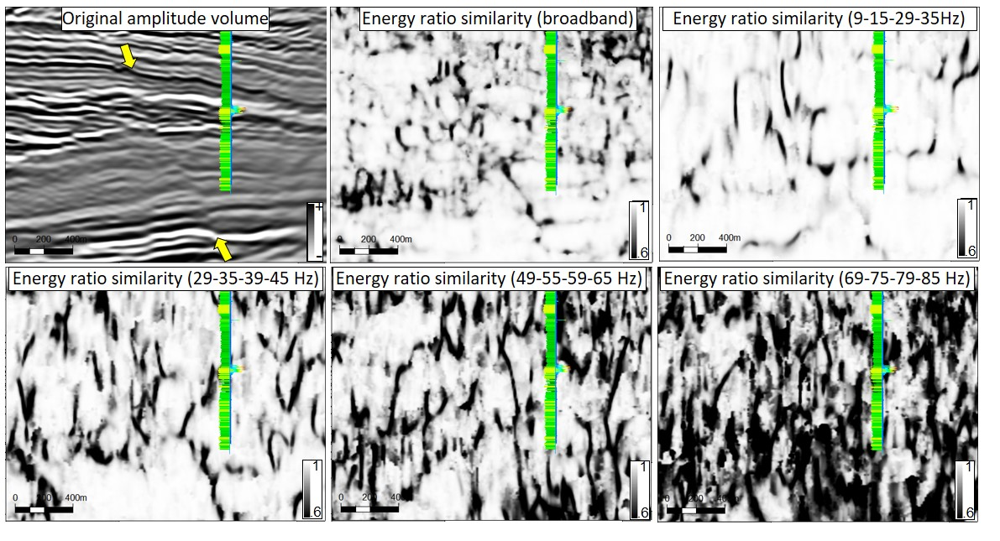 Original amplitude volume
Energy ratio similarity (broadband)
Energy ratio similarity (9-15-29-35Hz)
+
-
0 200 400m
1
.6
0 200 400m
1
.6
0 200 400m
Energy ratio similarity (29-35-39-45 Hz)
Energy ratio similarity (49-55-59-65 Hz)
Energy ratio similarity (69-75-79-85 Hz)
1
.6
0 200 400m
1
.6
0 200 400m
1
.6
0 200 400m